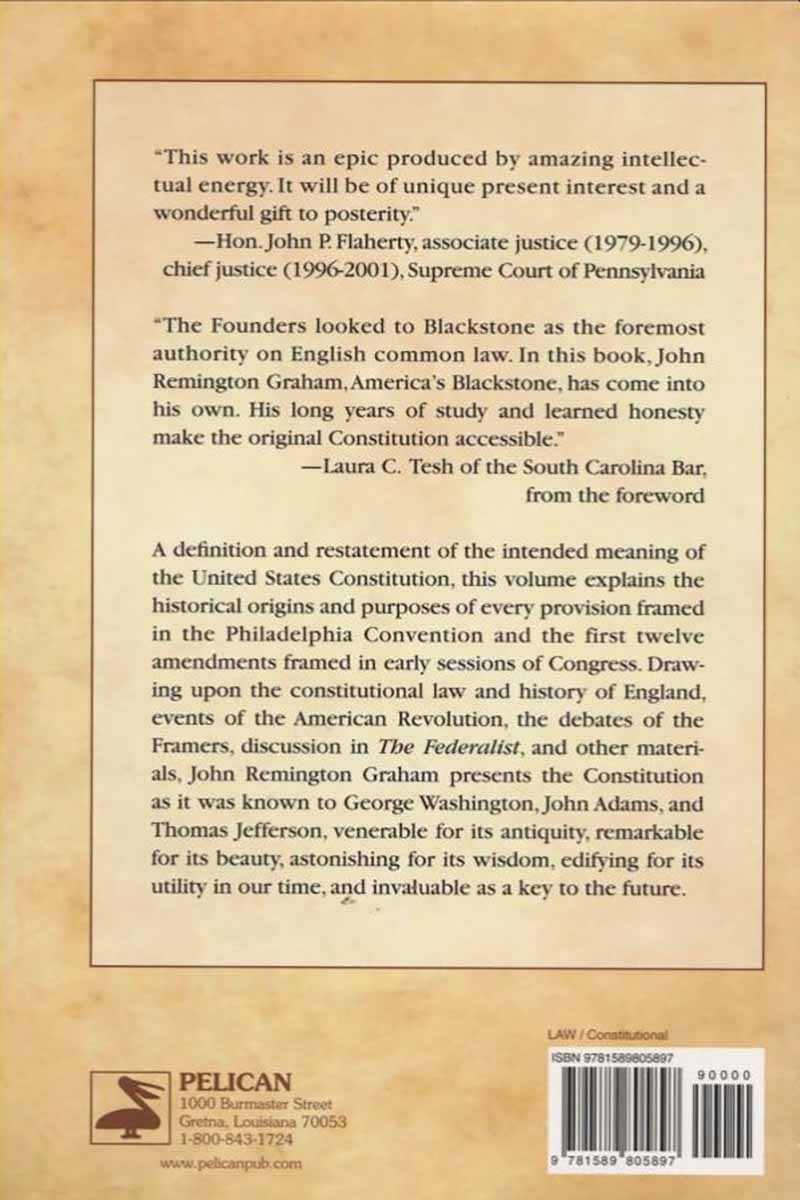 “This work is an epic produced by amazing intellec-
tual energy. It will be of unique present interest and a
wonderful gift to posterity.”
—Hon. John P. Flaherty, associate justice (1979-1996),
chief justice (1996-2001), Supreme Court of Pennsylvania
“The Founders looked to Blackstone as the foremost
authority on English common law. In this book, John
Remington Graham, America’s Blackstone, has come into
his own. His long years of study and learned honesty
make the original Constitution accessible.”
—Laura C. Tesh of the South Carolina Bar,
from the foreword
A definition and restatement of the intended meaning of
the United States Constitution, this volume explains the
historical origins and purposes of every provision framed
in the Philadelphia Convention and the first twelve
amendments framed in early sessions of Congress. Draw-
ing upon the constitutional law and history of England,
events of the American Revolution, the debates of the
Framers, discussion in The Federalist, and other materi-
als, John Remington Graham presents the Constitution
as it was known to George Washington, John Adams, and
Thomas Jefferson, venerable for its antiquity, remarkable
for its beauty, astonishing for its wisdom, edifying for its
utility in our time, and invaluable as a key to the future.
LAW / Constitutional
ISBN 9781589805897
90000
9 781589 805897
PELICAN
1000 Burmaster Street
Gretna, Louisiana 70053
1-800-843-1724
www.pelicanpub.com